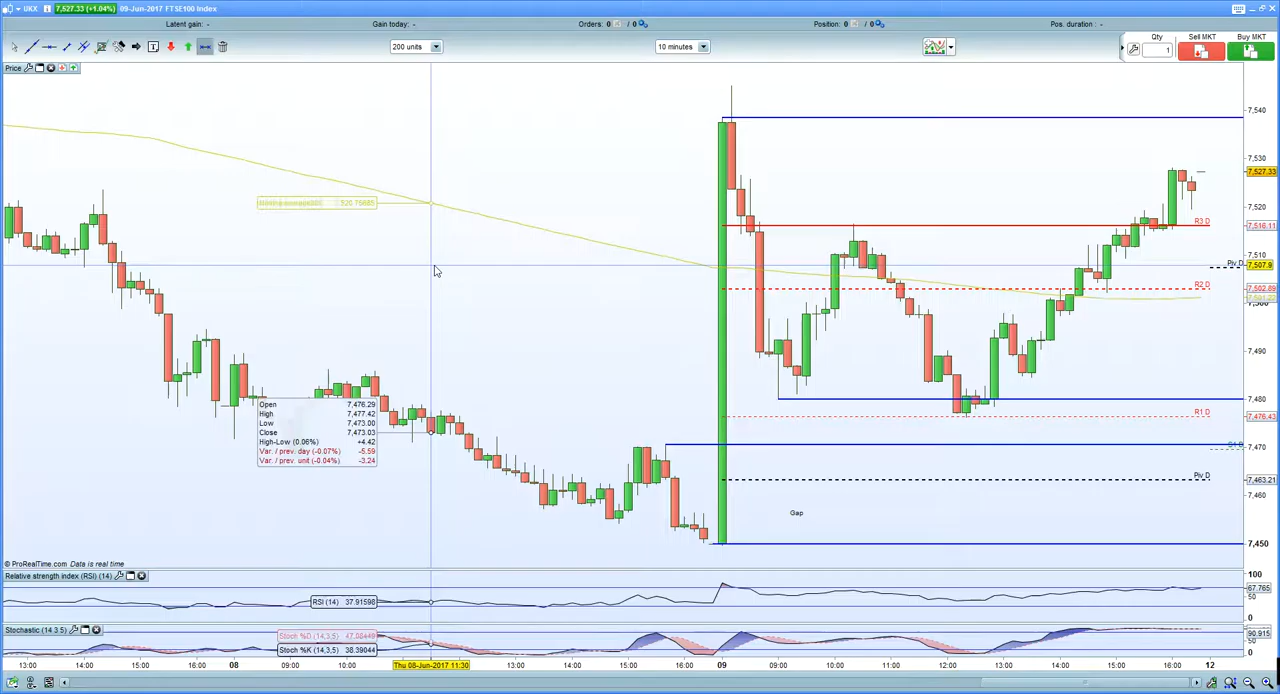 UKX 7,527.33 (+1.04%) 09-Jun-2017 FTSE100 Index
Latent gain: - Gain today: - Orders: 0 / 0 Position: 0 / 0 Pos. duration : -
200 units 10 minutes Qty Sell MKT Buy MKT
1
Price
7,540
7,530
7,527.33
7,520
R3 D 7,516.11
7,510
Piv D 7,507.9
R2 D 7,502.89
7,490
7,480
R1 D 7,476.43
7,470
Piv D 7,463.21
7,460
Gap
7,450
Open 7,476.29
High 7,477.42
Low 7,473.00
Close 7,473.03
High-Low (0.06%) +4.42
Var. / prev. day (-0.07%) -5.59
Var. / prev. unit (-0.04%) -3.24
© ProRealTime.com Data is real time
Relative strength index (RSI) (14)
100
67.765
50
0
RSI (14) 37.91598
Stochastic (14 3 5)
Stoch %D (14,3,5) 47.08449
Stoch %K (14,3,5) 38.39044
90.915
0
13:00 14:00 15:00 16:00 08 09:00 10:00 Thu 08-Jun-2017 11:30 13:00 14:00 15:00 16:00 09 09:00 10:00 11:00 12:00 13:00 14:00 15:00 16:00 12